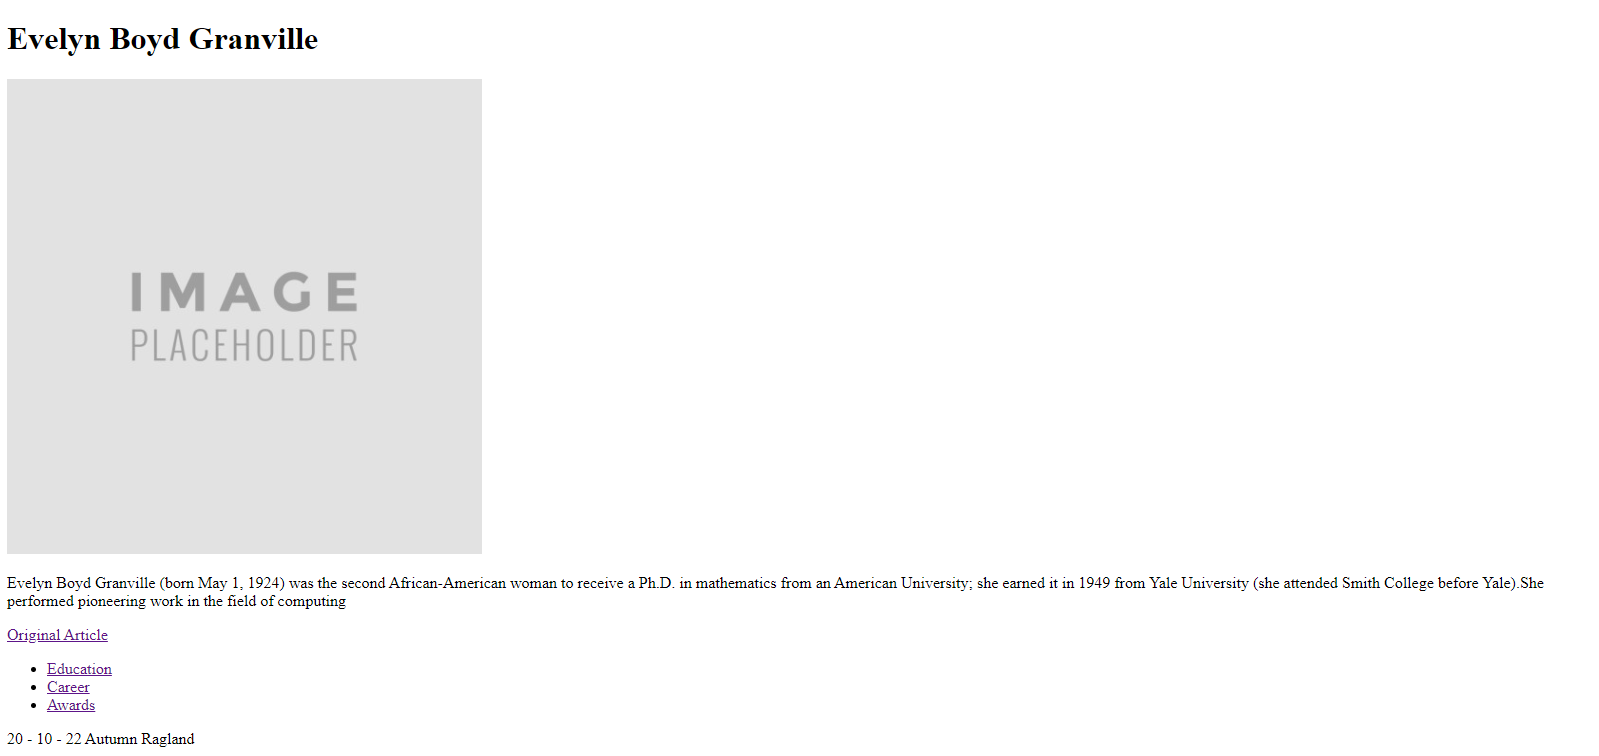 Evelyn Boyd Granville
IMAGE
PLACEHOLDER
Evelyn Boyd Granville (born May 1, 1924) was the second African-American woman to receive a Ph.D. in mathematics from an American University; she earned it in 1949 from Yale University (she attended Smith College before Yale).She
performed pioneering work in the field of computing
Original Article
• Education
• Career
• Awards
20 - 10 - 22 Autumn Ragland